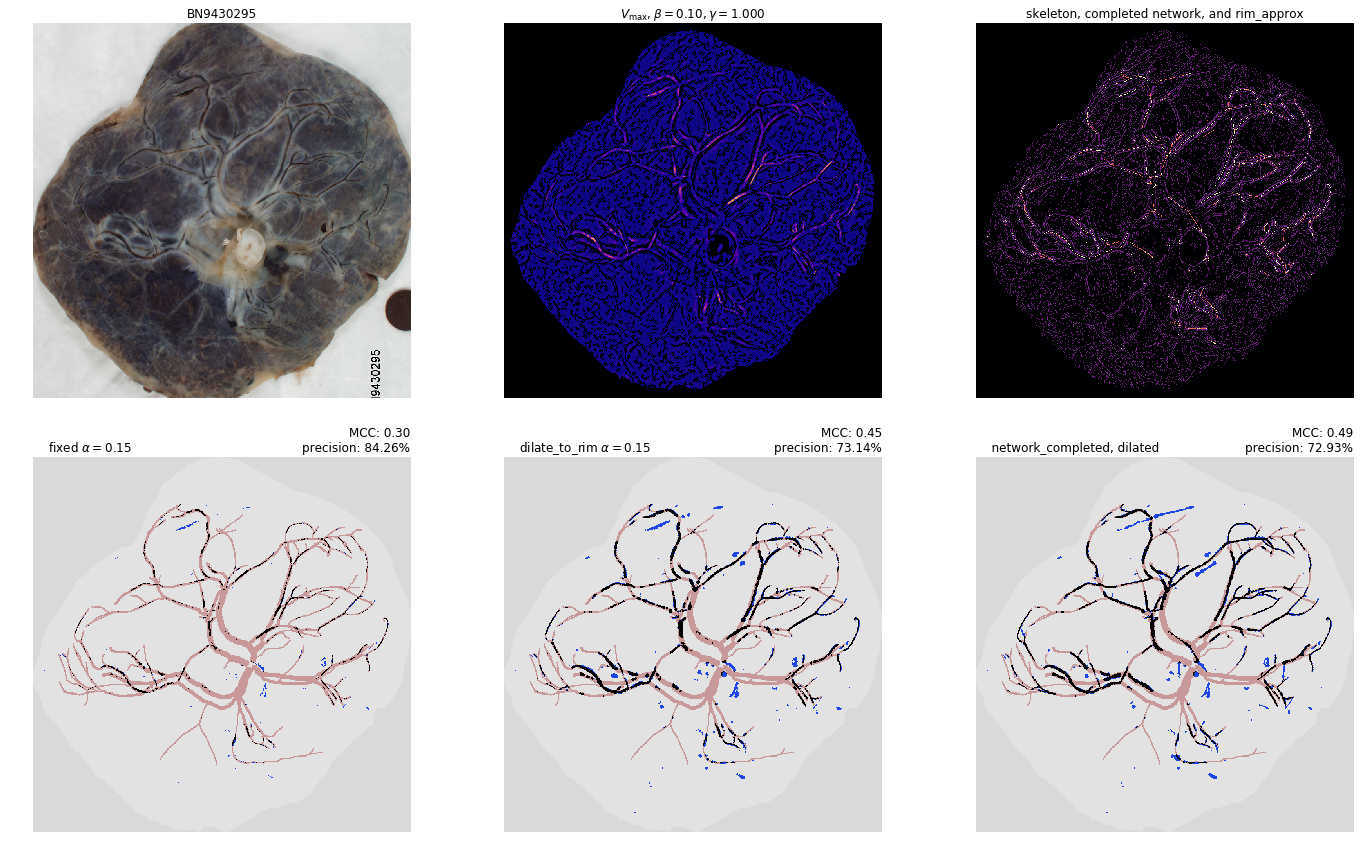 BN9430295
V_max, β = 0.10, γ = 1.000
skeleton, completed network, and rim_approx
I9430295
fixed α = 0.15
MCC: 0.30
precision: 84.26%
dilate_to_rim α = 0.15
MCC: 0.45
precision: 73.14%
network_completed, dilated
MCC: 0.49
precision: 72.93%